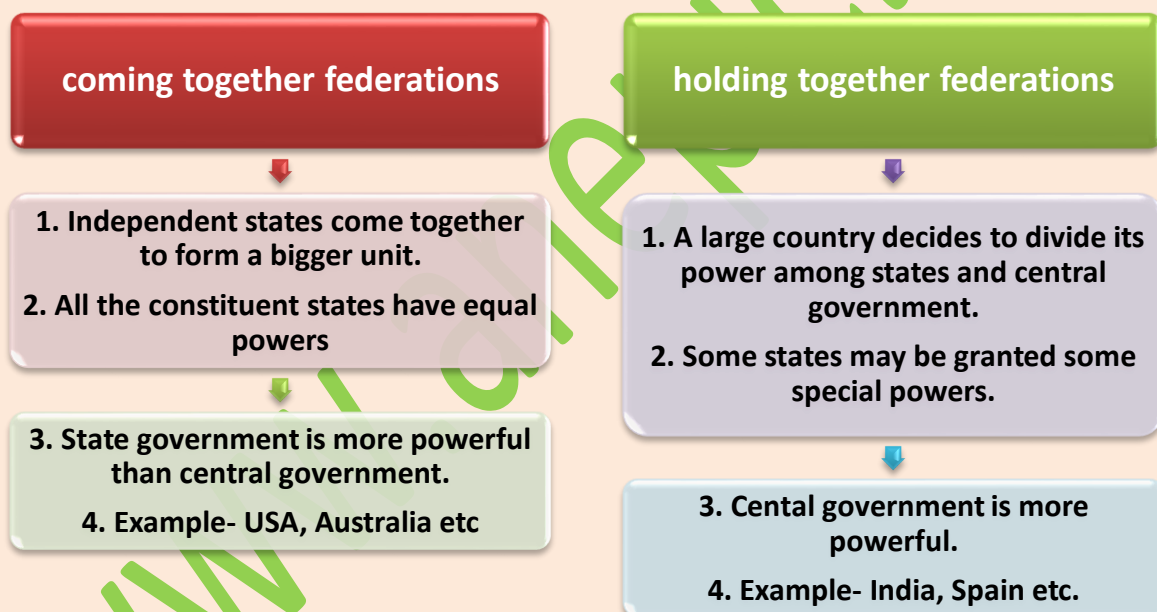 coming together federations
1. Independent states come together
to form a bigger unit.
2. All the constituent states have equal
powers
3. State government is more powerful
than central government.
4. Example- USA, Australia etc
holding together federations
1. A large country decides to divide its
power among states and central
government.
2. Some states may be granted some
special powers.
3. Cental government is more
powerful.
4. Example- India, Spain etc.